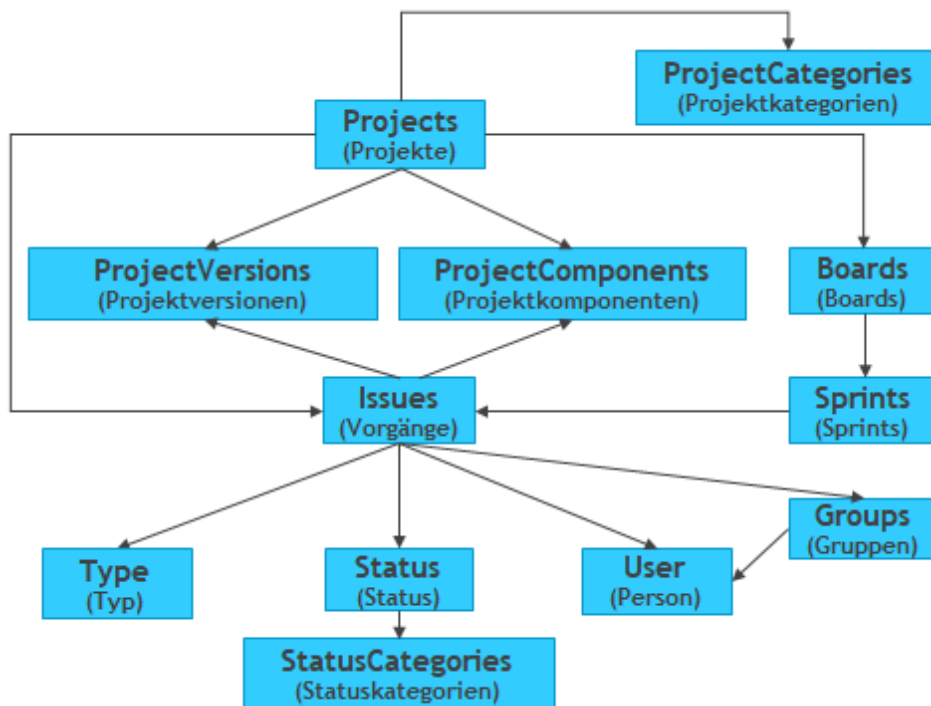 ProjectCategories
(Projektkategorien)
Projects
(Projekte)
ProjectVersions
(Projektversionen)
ProjectComponents
(Projektkomponenten)
Boards
(Boards)
Issues
(Vorgänge)
Sprints
(Sprints)
Groups
(Gruppen)
Type
(Typ)
Status
(Status)
User
(Person)
StatusCategories
(Statuskategorien)